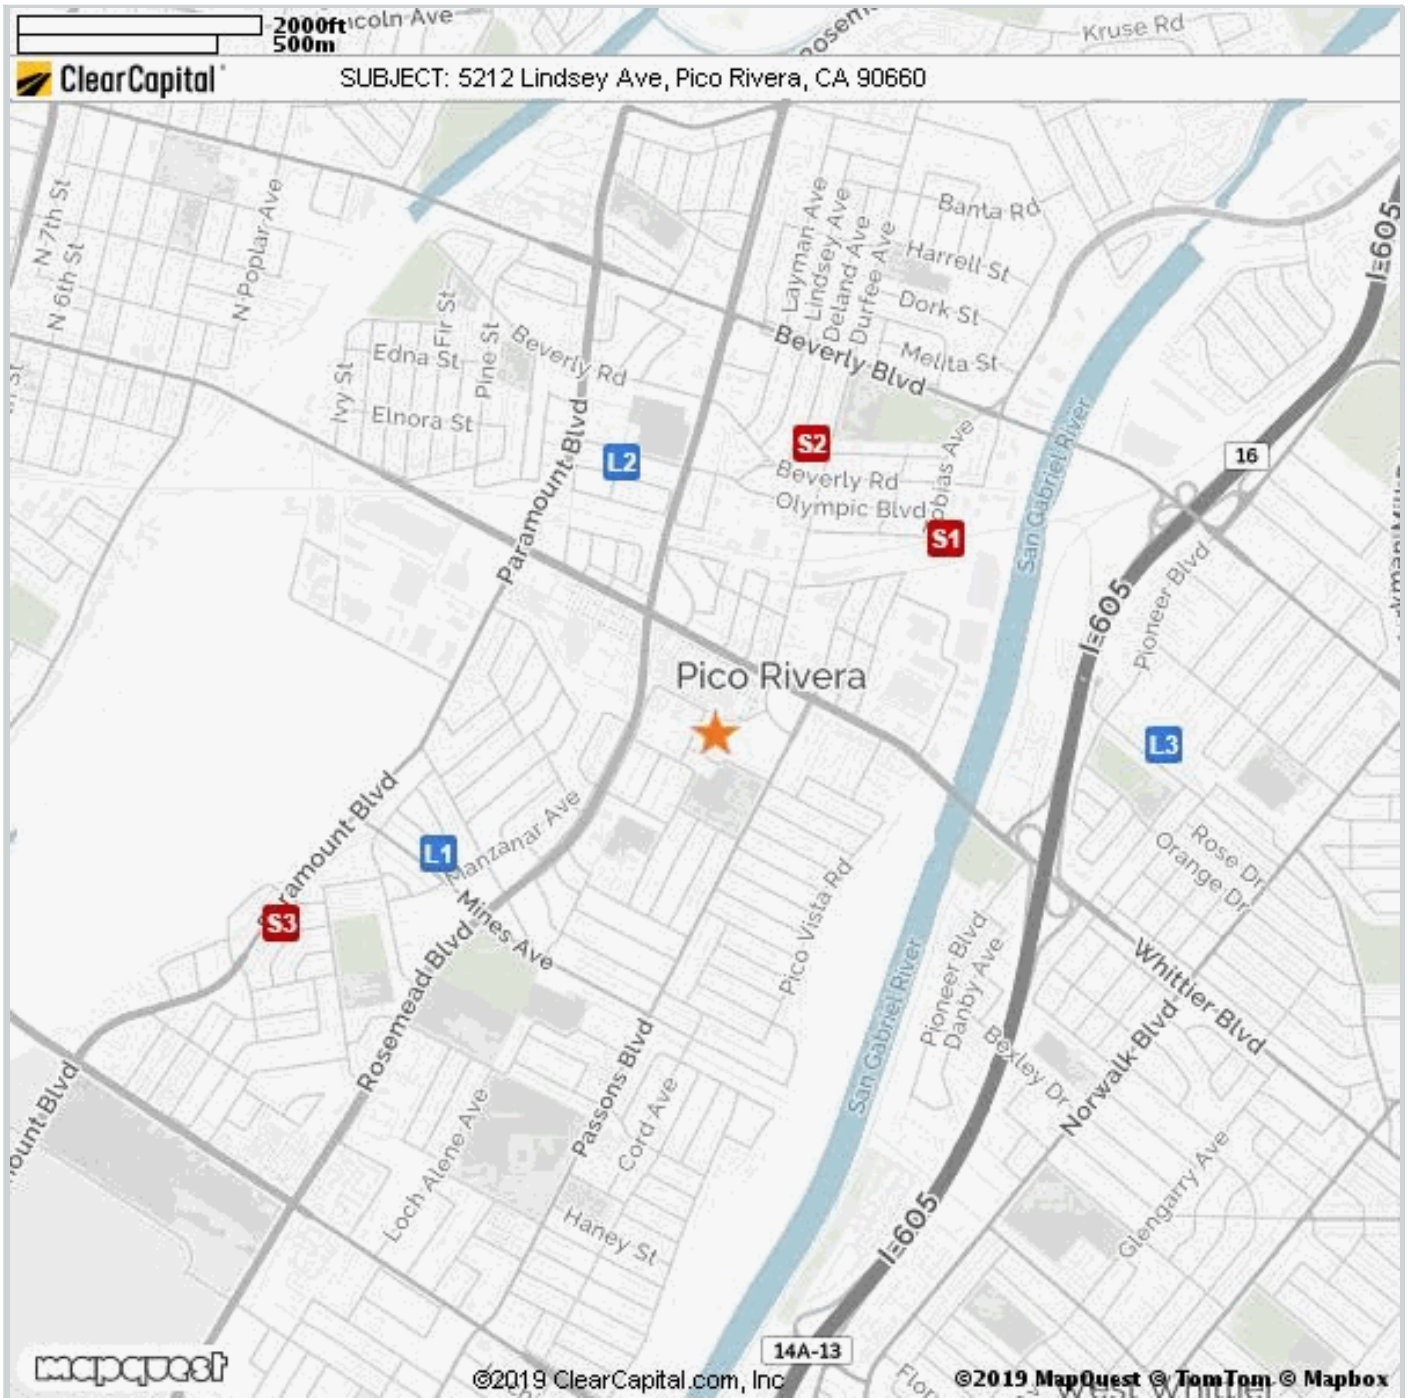 2000ft
500m
Kruse Rd
ClearCapital
SUBJECT: 5212 Lindsey Ave, Pico Rivera, CA 90660
N 7th St
N 6th St
N Poplar Ave
Layman Ave
Lindsey Ave
Deland Ave
Durfee Ave
Banta Rd
Harrell St
Dork St
Melita St
I-605
Fir St
Edna St
Pine St
Beverly Rd
Beverly Blvd
Ivy St
Elnora St
Paramount Blvd
L2
S2
Beverly Rd
Olympic Blvd
S1
San Gabriel River
16
I-605
Pioneer Blvd
Pico Rivera
L3
Paramount Blvd
Manzanar Ave
L1
S3
Mines Ave
Rosemead Blvd
Pico Vista Rd
Rose Dr
Orange Dr
Pioneer Blvd
Danby Ave
San Gabriel River
Whittier Blvd
Norwalk Blvd
Bexley Dr
Passons Blvd
Cord Ave
Loch Alene Ave
Haney St
Glengarry Ave
I-605
14A-13
mapquest
©2019 ClearCapital.com, Inc
©2019 MapQuest © TomTom © Mapbox
West Whittier